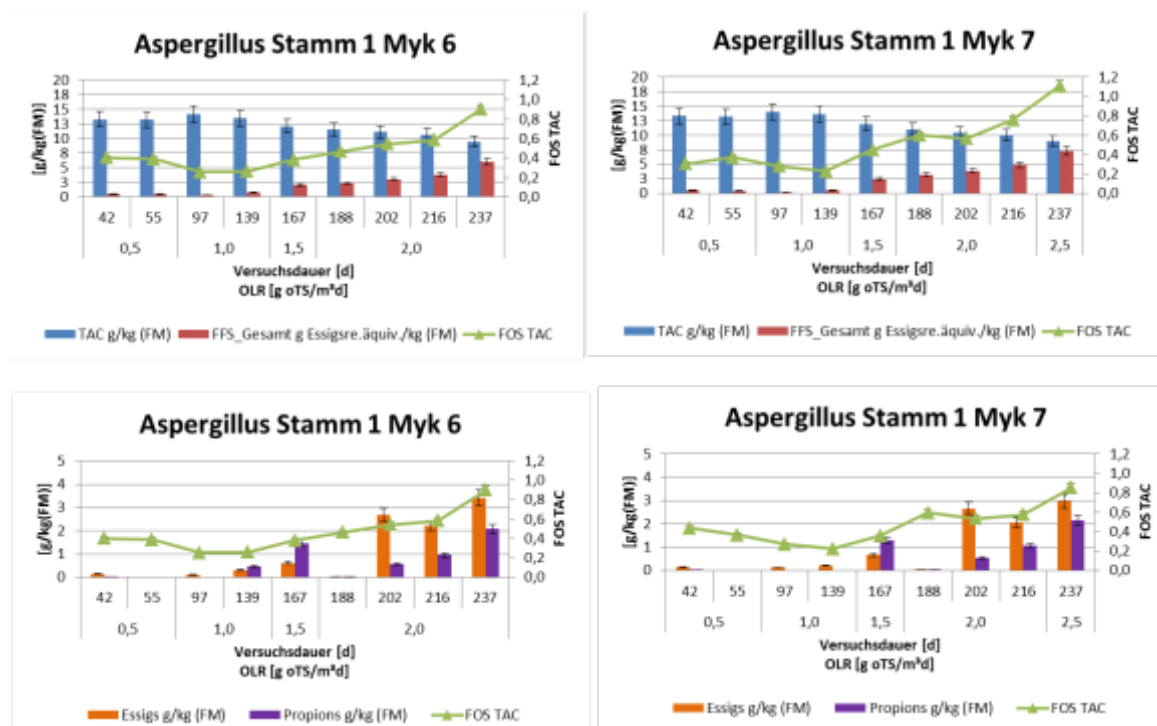 Aspergillus Stamm 1 Myk 6
[g/kg(FM)]
20
18
15
13
10
8
5
3
0
1,2
1,0
0,8
0,6
0,4
0,2
0,0
FOS TAC
42 55 97 139 167 188 202 216 237
0,5 1,0 1,5 2,0
Versuchsdauer [d]
OLR [g oTS/m³d]
TAC g/kg (FM) FFS_Gesamt g Essigsre.äquiv./kg (FM) FOS TAC
Aspergillus Stamm 1 Myk 7
[g/kg(FM)]
20
18
15
13
10
8
5
3
0
1,2
1,0
0,8
0,6
0,4
0,2
0,0
FOS TAC
42 55 97 139 167 188 202 216 237
0,5 1,0 1,5 2,0 2,5
Versuchsdauer [d]
OLR [g oTS/m³d]
TAC g/kg (FM) FFS_Gesamt g Essigsre.äquiv./kg (FM) FOS TAC
Aspergillus Stamm 1 Myk 6
[g/kg(FM)]
5
4
3
2
1
0
1,2
1,0
0,8
0,6
0,4
0,2
0,0
FOS TAC
42 55 97 139 167 188 202 216 237
0,5 1,0 1,5 2,0
Versuchsdauer [d]
OLR [g oTS/m³d]
Essigs g/kg (FM) Propions g/kg (FM) FOS TAC
Aspergillus Stamm 1 Myk 7
[g/kg(FM)]
5
4
3
2
1
0
1,2
1,0
0,8
0,6
0,4
0,2
0,0
FOS TAC
42 55 97 139 167 188 202 216 237
0,5 1,0 1,5 2,0 2,5
Versuchsdauer [d]
OLR [g oTS/m³d]
Essigs g/kg (FM) Propions g/kg (FM) FOS TAC